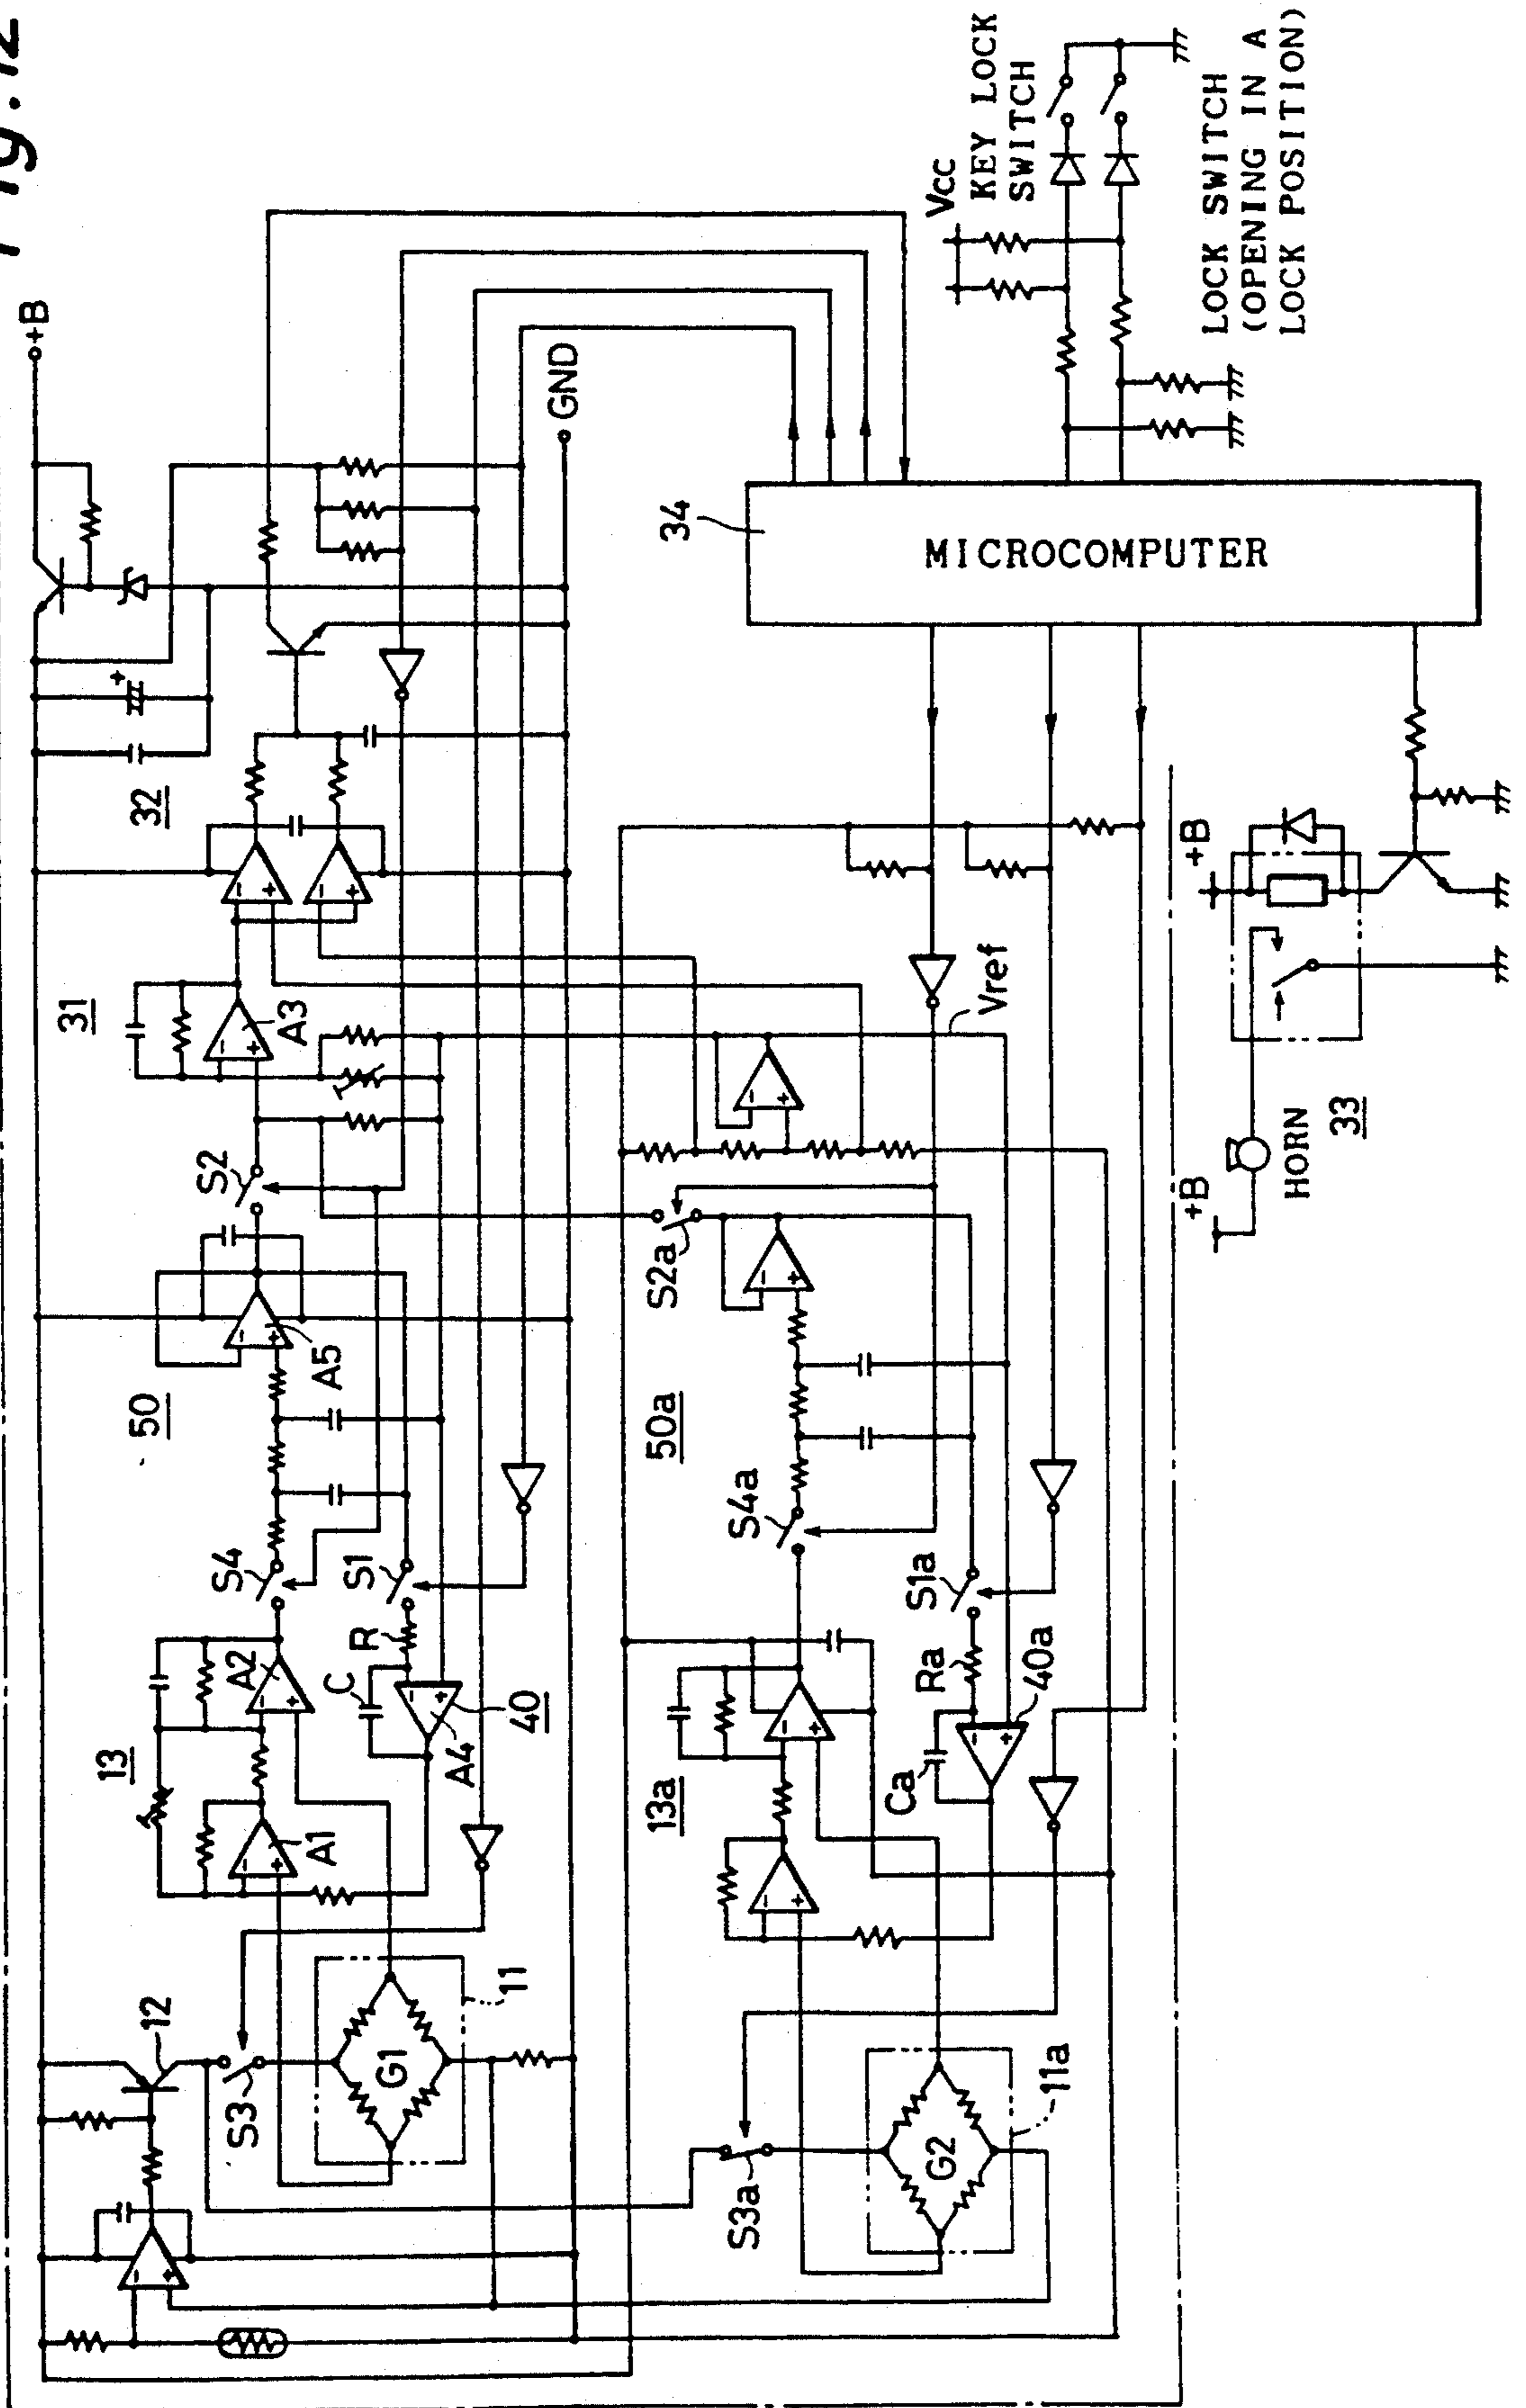 Fig. 12
+B
32
31
A3
S2
50
A5
S4
S1
13
A2
R
C
A1
A4
40
12
S3
G1
11
GND
34
MICROCOMPUTER
Vcc
KEY LOCK
SWITCH
LOCK SWITCH
(OPENING IN A
LOCK POSITION)
Vref
S2a
50a
S4a
S1a
Ra
40a
Ca
13a
S3a
G2
11a
+B
+B
HORN
33